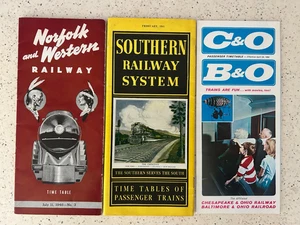 Norfolk
and Western
RAILWAY
TIME TABLE
SOUTHERN
RAILWAY
SYSTEM
THE SOUTHERN SERVES THE SOUTH
TIME TABLES OF
PASSENGER TRAINS
C&O
PASSENGER TIMETABLE
B&O
TRAINS ARE FUN
CHESAPEAKE & OHIO RAILWAY
BALTIMORE & OHIO RAILROAD